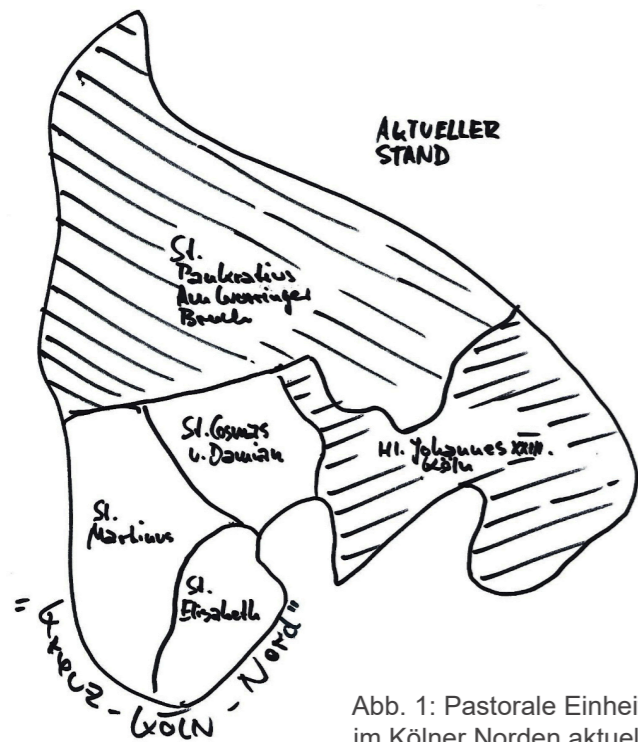 AKTUELLER
STAND
St.
Pankratius
Am Worringer
Bruch
St. Cosmas
u. Damian
Hl. Johannes XXIII.
Köln
St.
Martinus
St.
Elisabeth
"Kreuz-KÖLN-Nord"
Abb. 1: Pastorale Einhei
im Kölner Norden aktuel